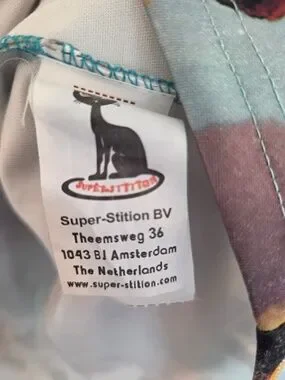 SUPERSTITION
Super-Stition BV
Theemsweg 36
1043 BJ Amsterdam
The Netherlands
www.super-stition.com